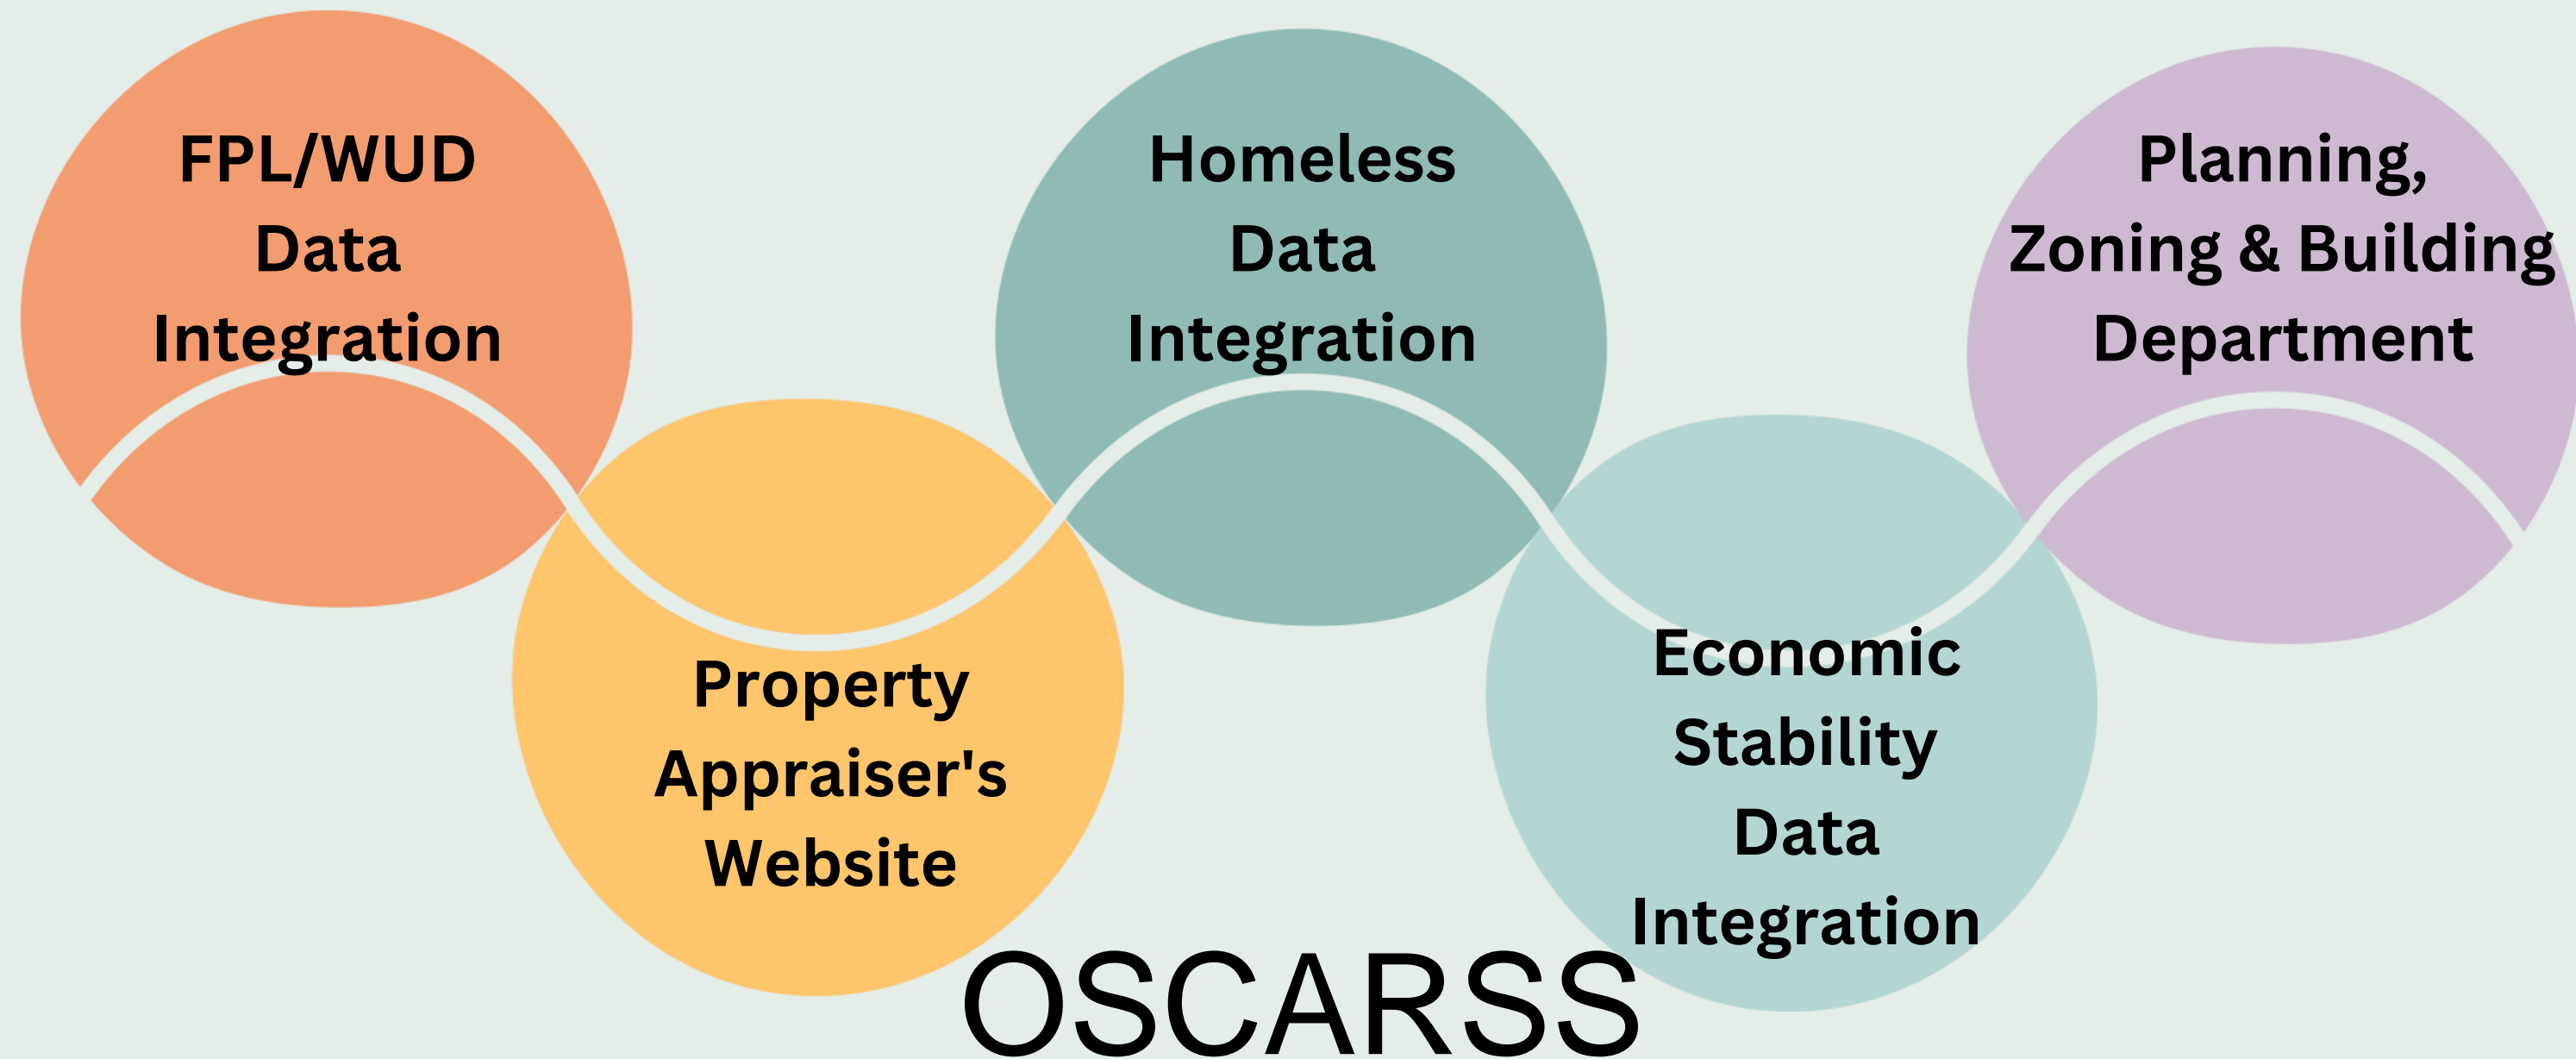 FPL/WUD
Data
Integration
Property
Appraiser's
Website
Homeless
Data
Integration
Economic
Stability
Data
Integration
Planning,
Zoning & Building
Department
OSCARSS